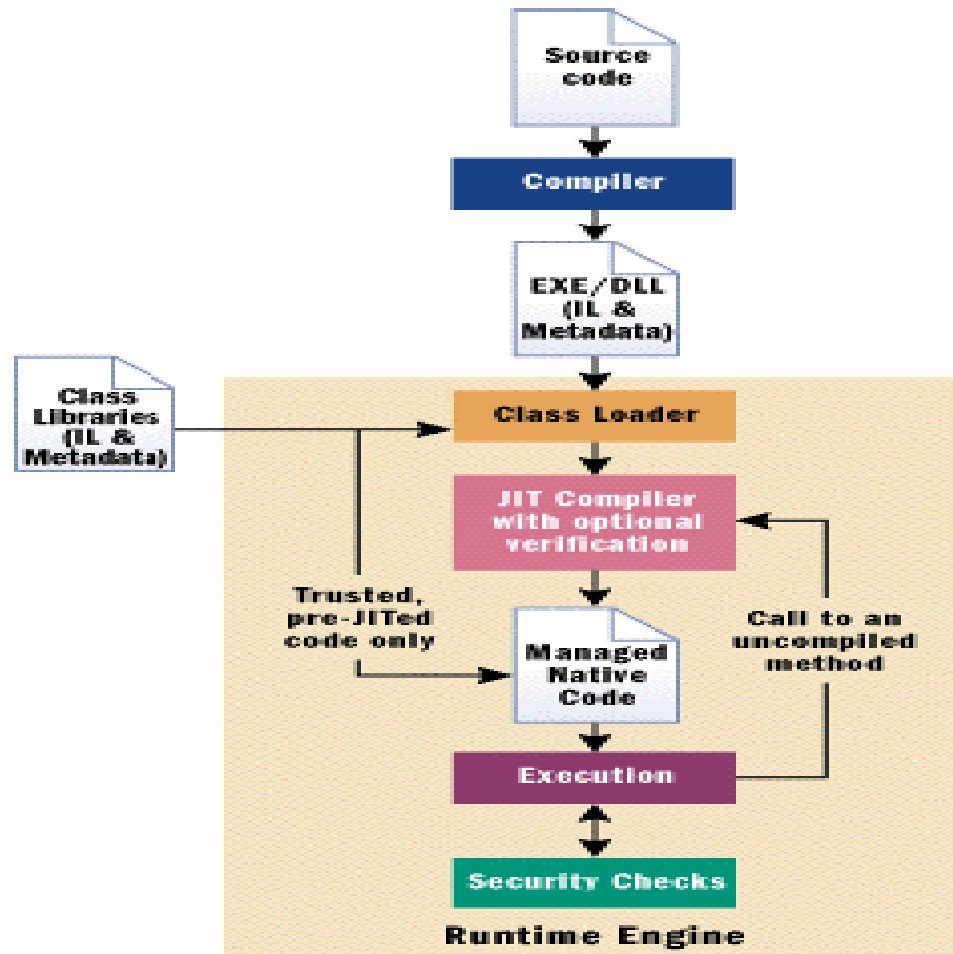 Source
code
Compiler
EXE/DLL
(IL &
Metadata)
Class
Libraries
(IL &
Metadata)
Class Loader
JIT Compiler
with optional
verification
Trusted,
pre-JITed
code only
Managed
Native
Code
Call to an
uncompiled
method
Execution
Security Checks
Runtime Engine